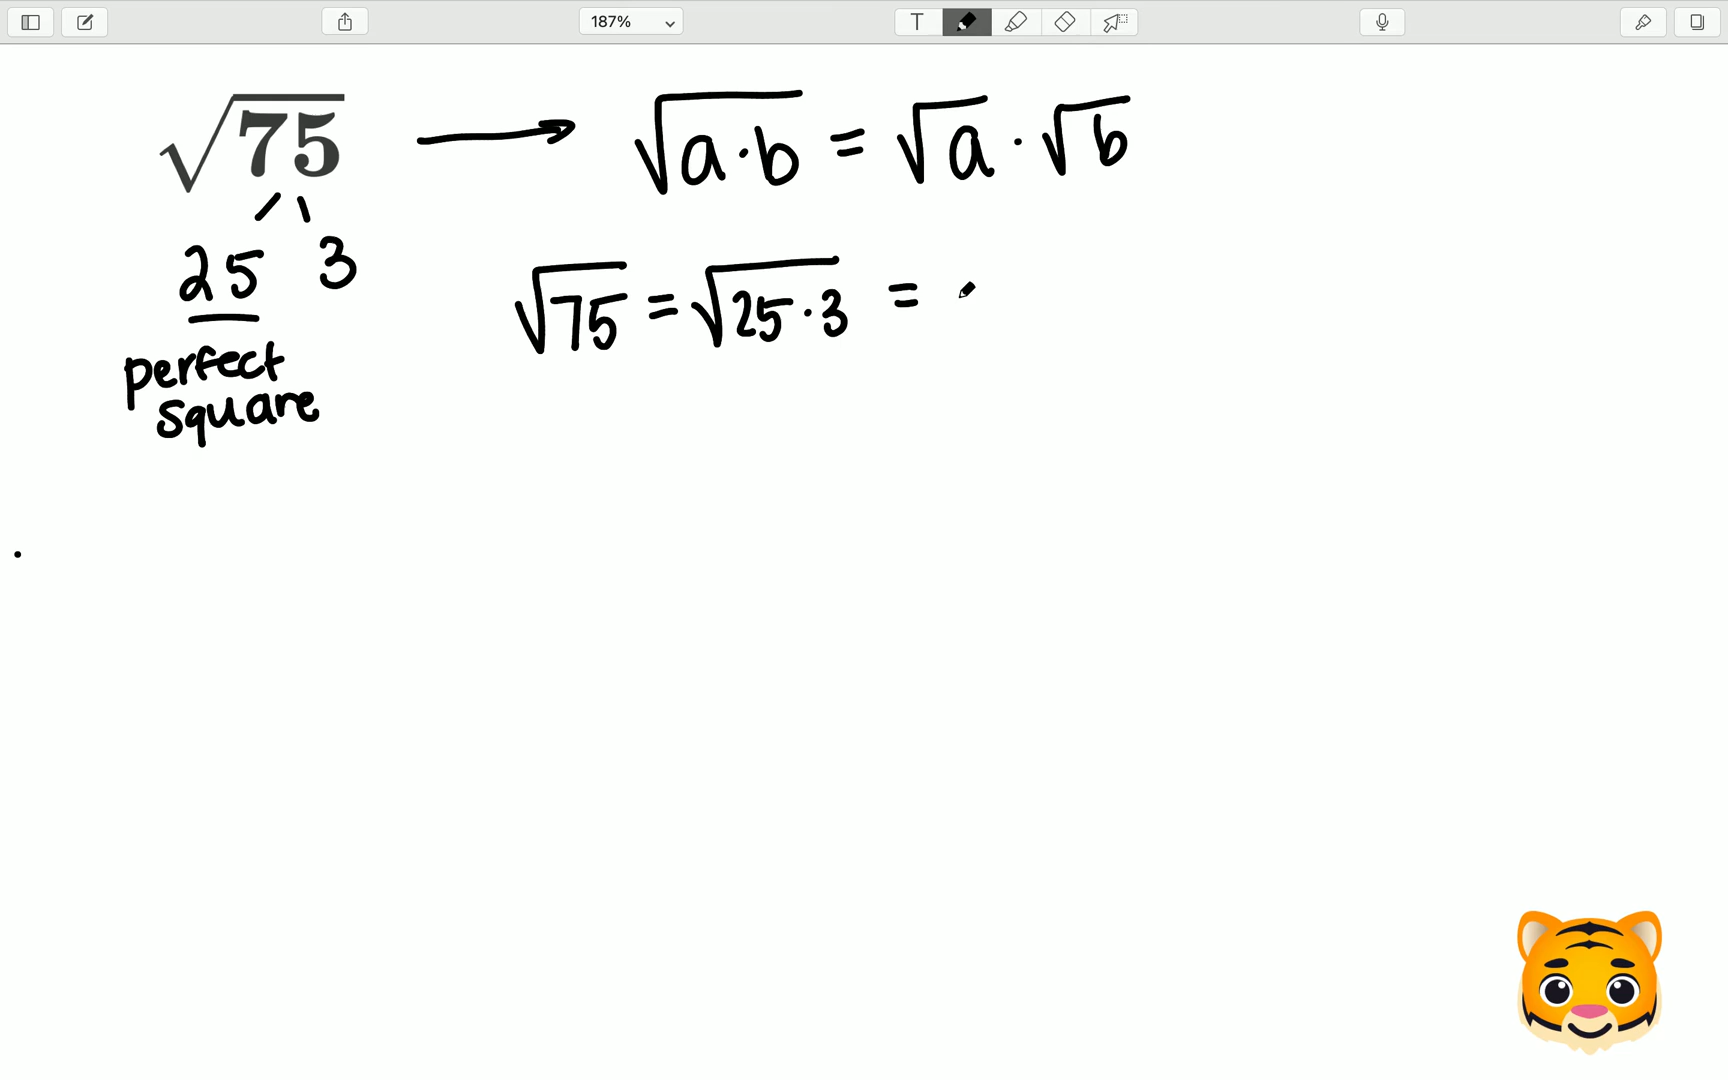 187%
T
√75 → √a·b = √a · √b
25 3
√75 = √25·3 =
perfect
square